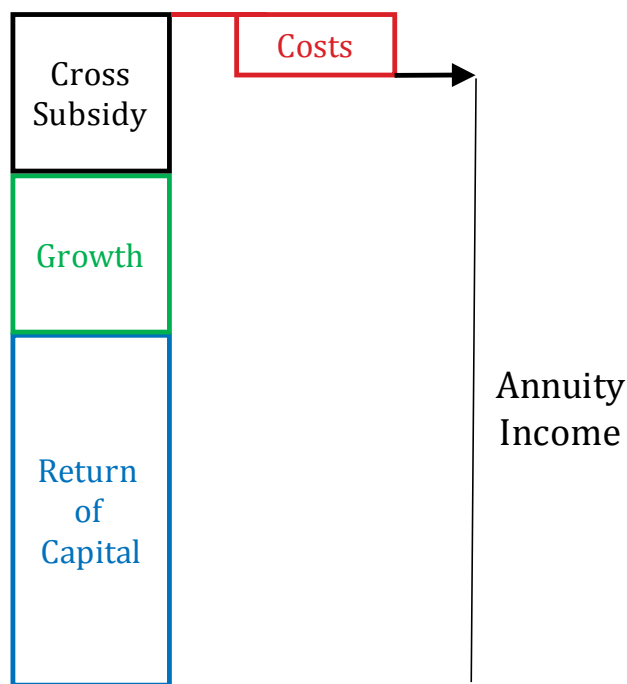 Cross
Subsidy
Costs
Growth
Annuity
Income
Return
of
Capital